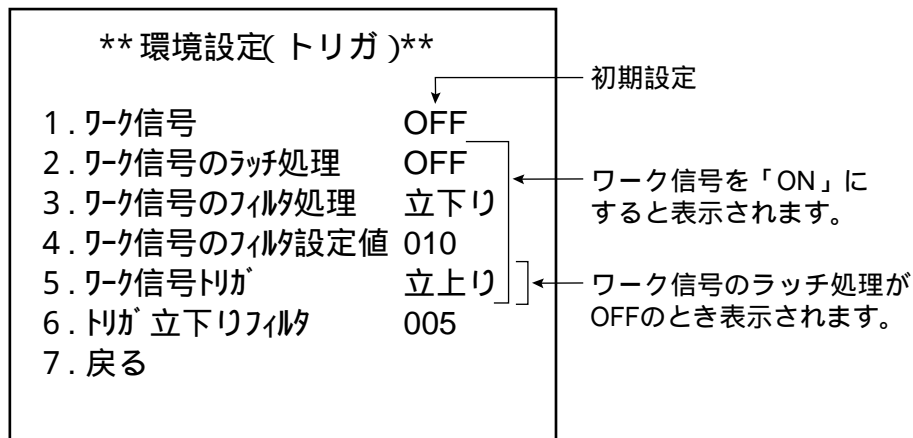 **環境設定(トリガ)**
初期設定
1.ﾜｰｸ信号 OFF
2.ﾜｰｸ信号のﾗｯﾁ処理 OFF
3.ﾜｰｸ信号のﾌｨﾙﾀ処理 立下り
4.ﾜｰｸ信号のﾌｨﾙﾀ設定値 010
5.ﾜｰｸ信号ﾄﾘｶﾞ 立上り
6.ﾄﾘｶﾞ立下りﾌｨﾙﾀ 005
7.戻る
ワーク信号を「ON」に
すると表示されます。
ワーク信号のラッチ処理が
OFFのとき表示されます。